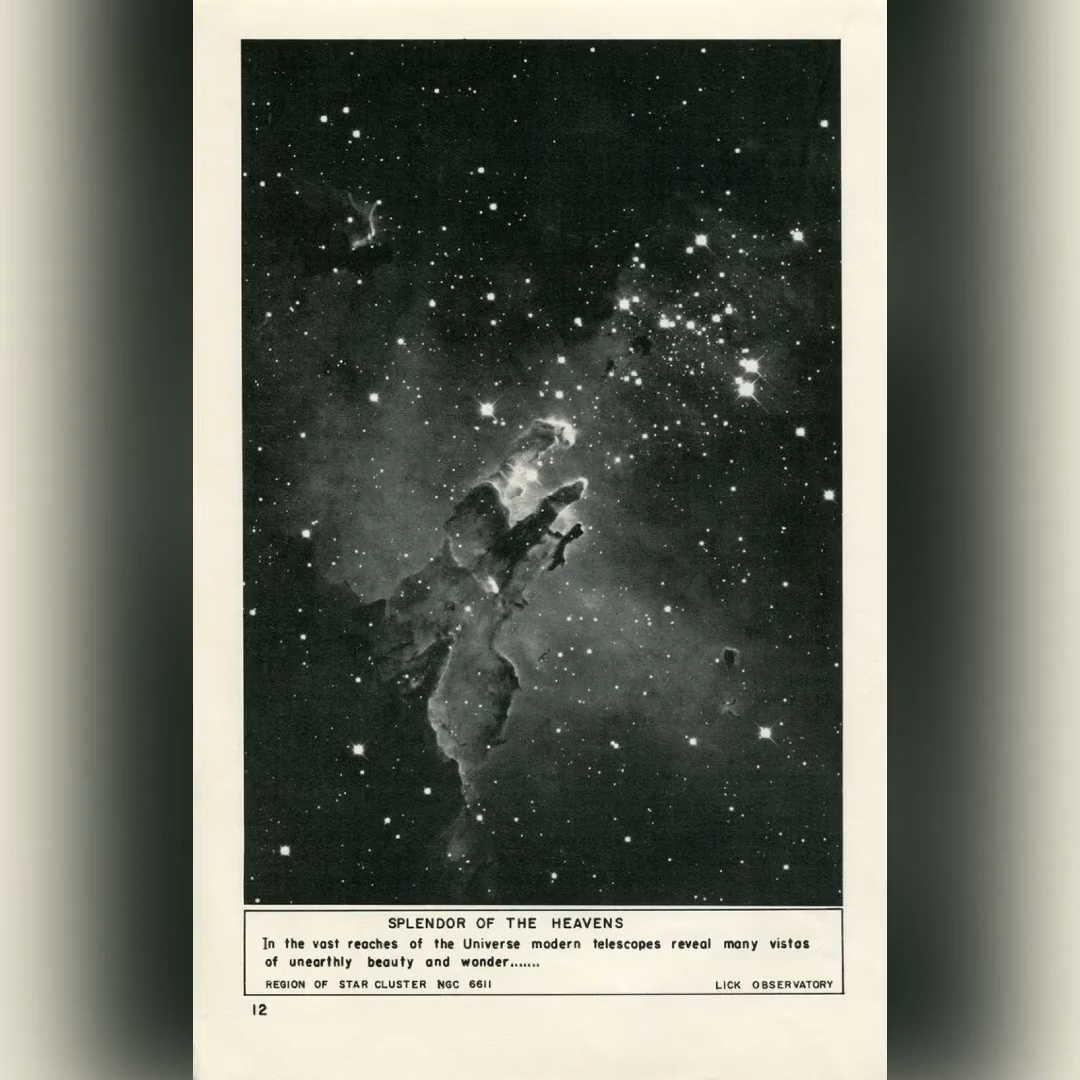 SPLENDOR OF THE HEAVENS
In the vast reaches of the Universe modern telescopes reveal many vistas
of unearthly beauty and wonder.......
REGION OF STAR CLUSTER NGC 6611 LICK OBSERVATORY
12